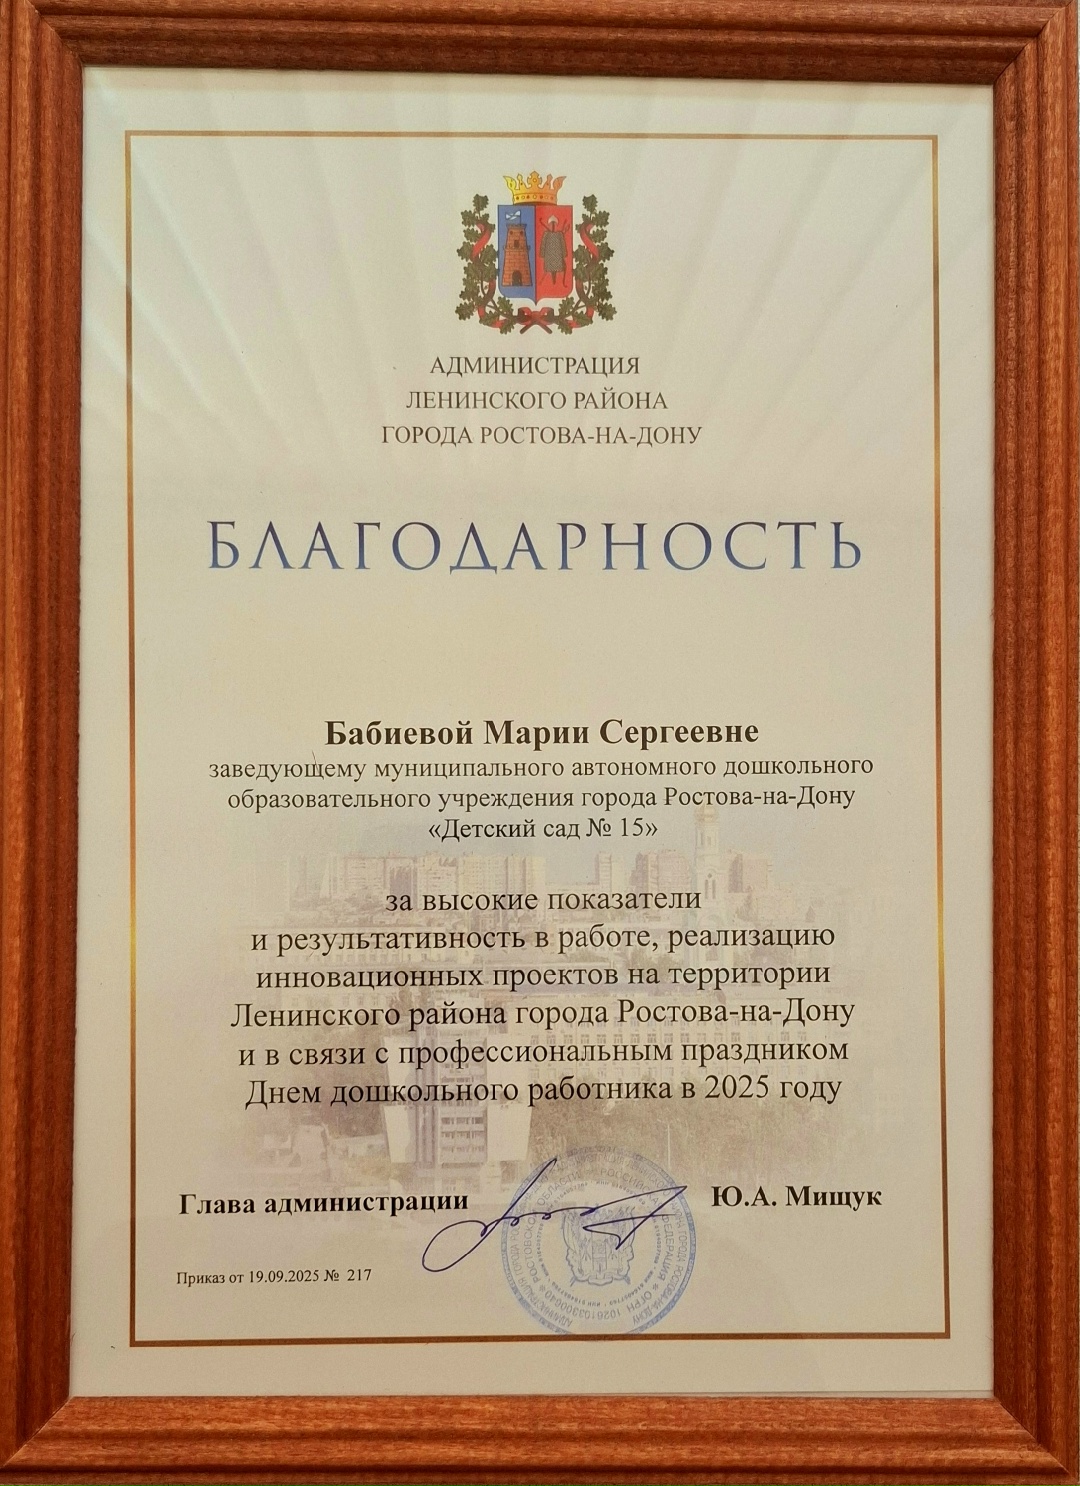 АДМИНИСТРАЦИЯ
ЛЕНИНСКОГО РАЙОНА
ГОРОДА РОСТОВА-НА-ДОНУ
БЛАГОДАРНОСТЬ
Бабиевой Марии Сергеевне
заведующему муниципального автономного дошкольного
образовательного учреждения города Ростова-на-Дону
«Детский сад № 15»
за высокие показатели
и результативность в работе, реализацию
инновационных проектов на территории
Ленинского района города Ростова-на-Дону
и в связи с профессиональным праздником
Днем дошкольного работника в 2025 году
Глава администрации
Ю.А. Мищук
Приказ от 19.09.2025 № 217